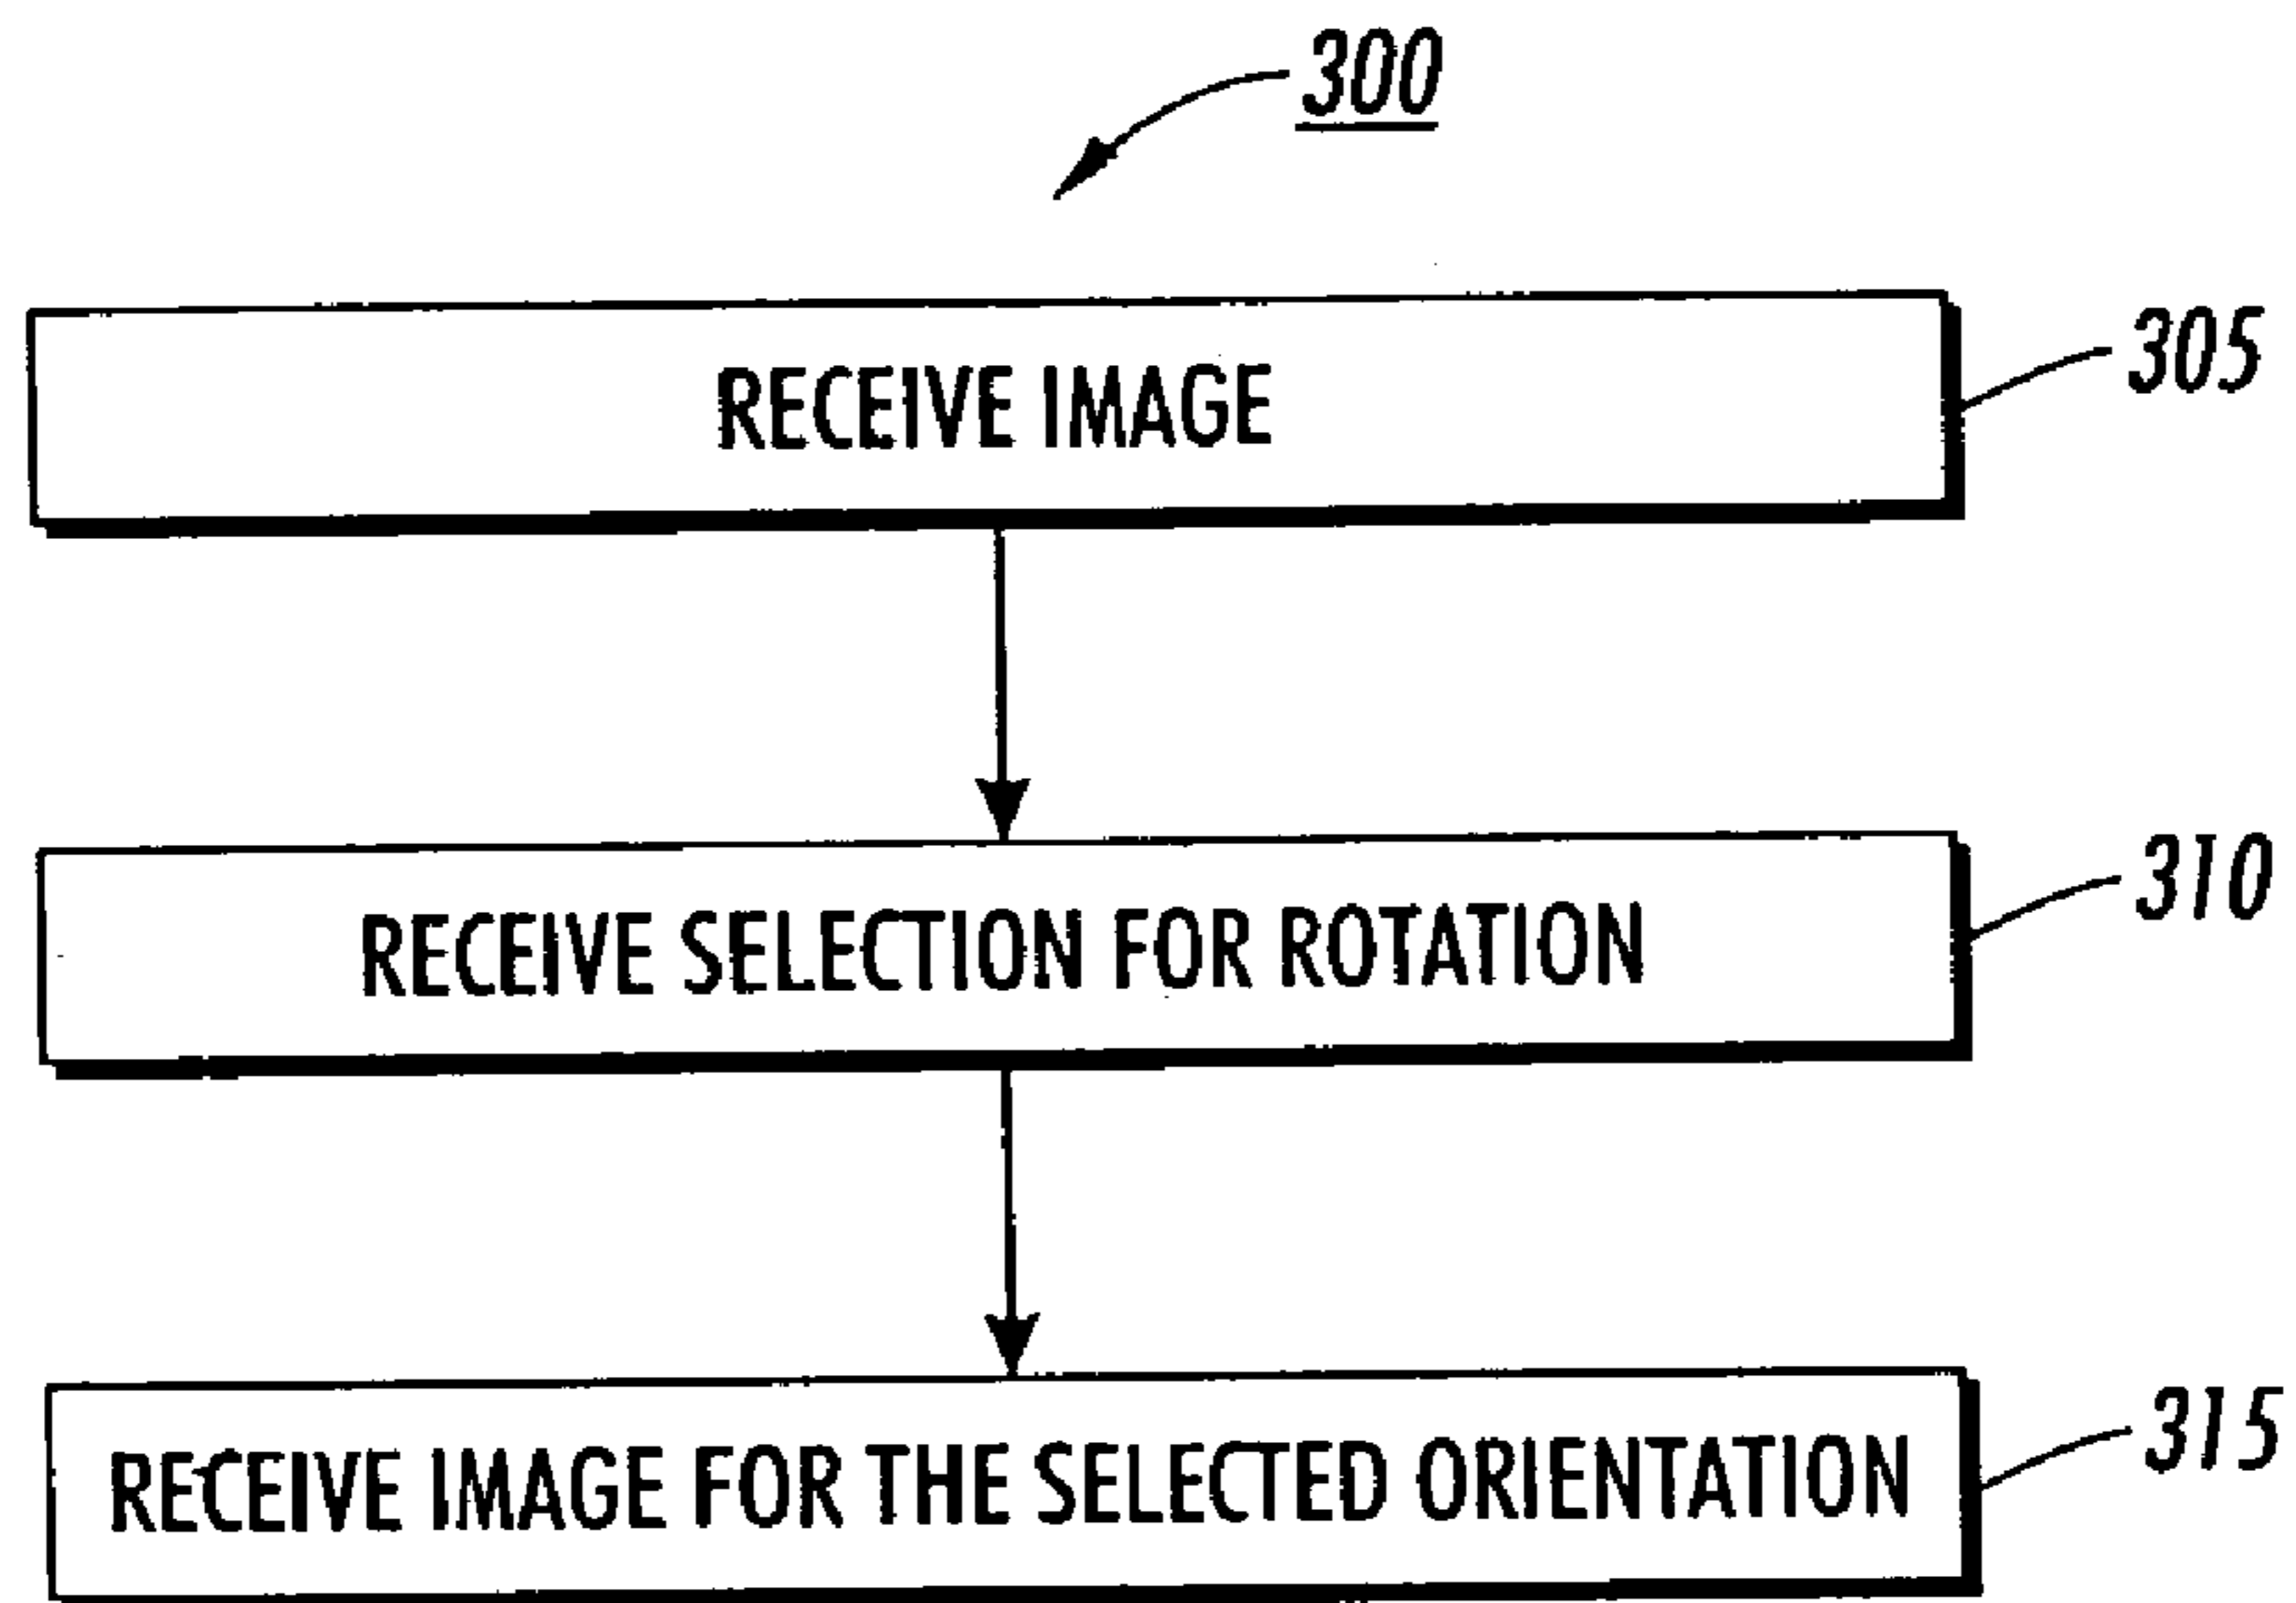 300
RECEIVE IMAGE
305
RECEIVE SELECTION FOR ROTATION
310
RECEIVE IMAGE FOR THE SELECTED ORIENTATION
315